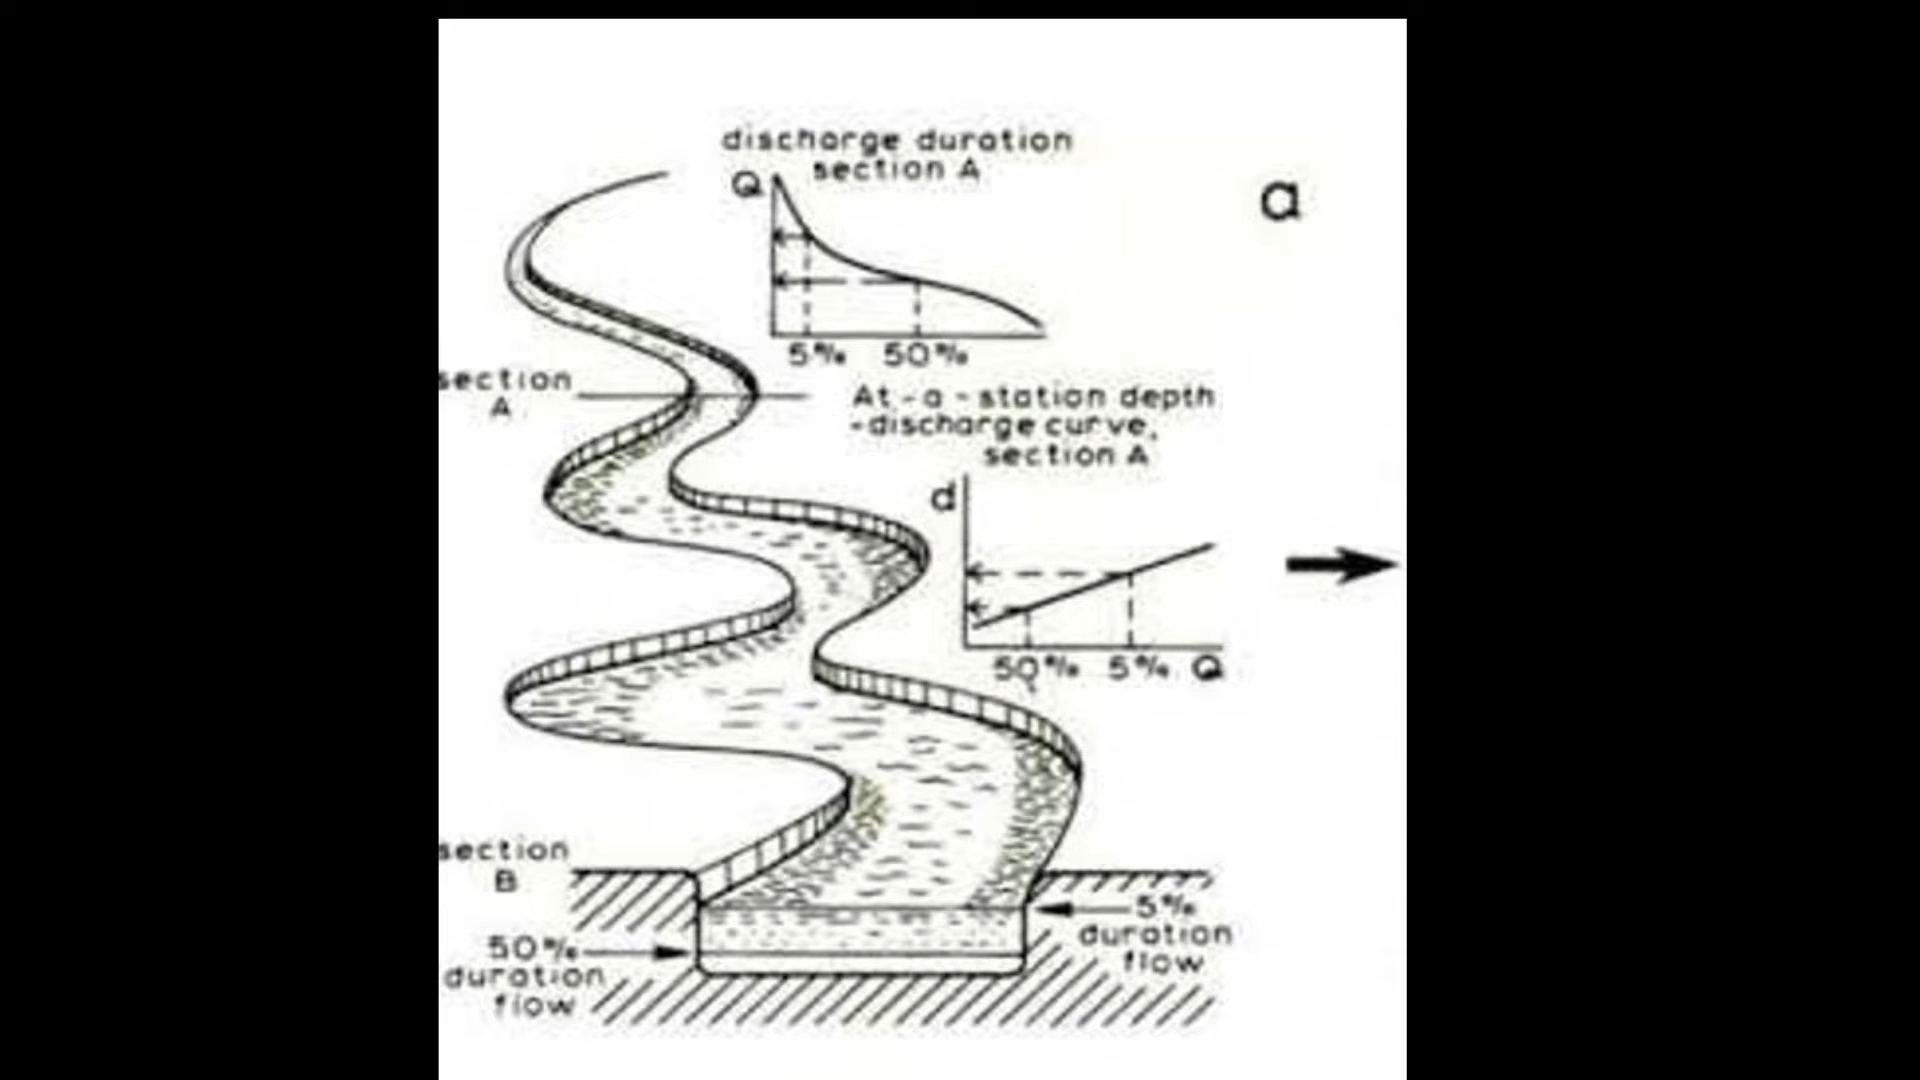 discharge duration
section A
Q
a
5% 50%
section
A
At-a-station depth
-discharge curve,
section A
d
50% 5% Q
section
B
5%
duration
flow
50%
duration
flow